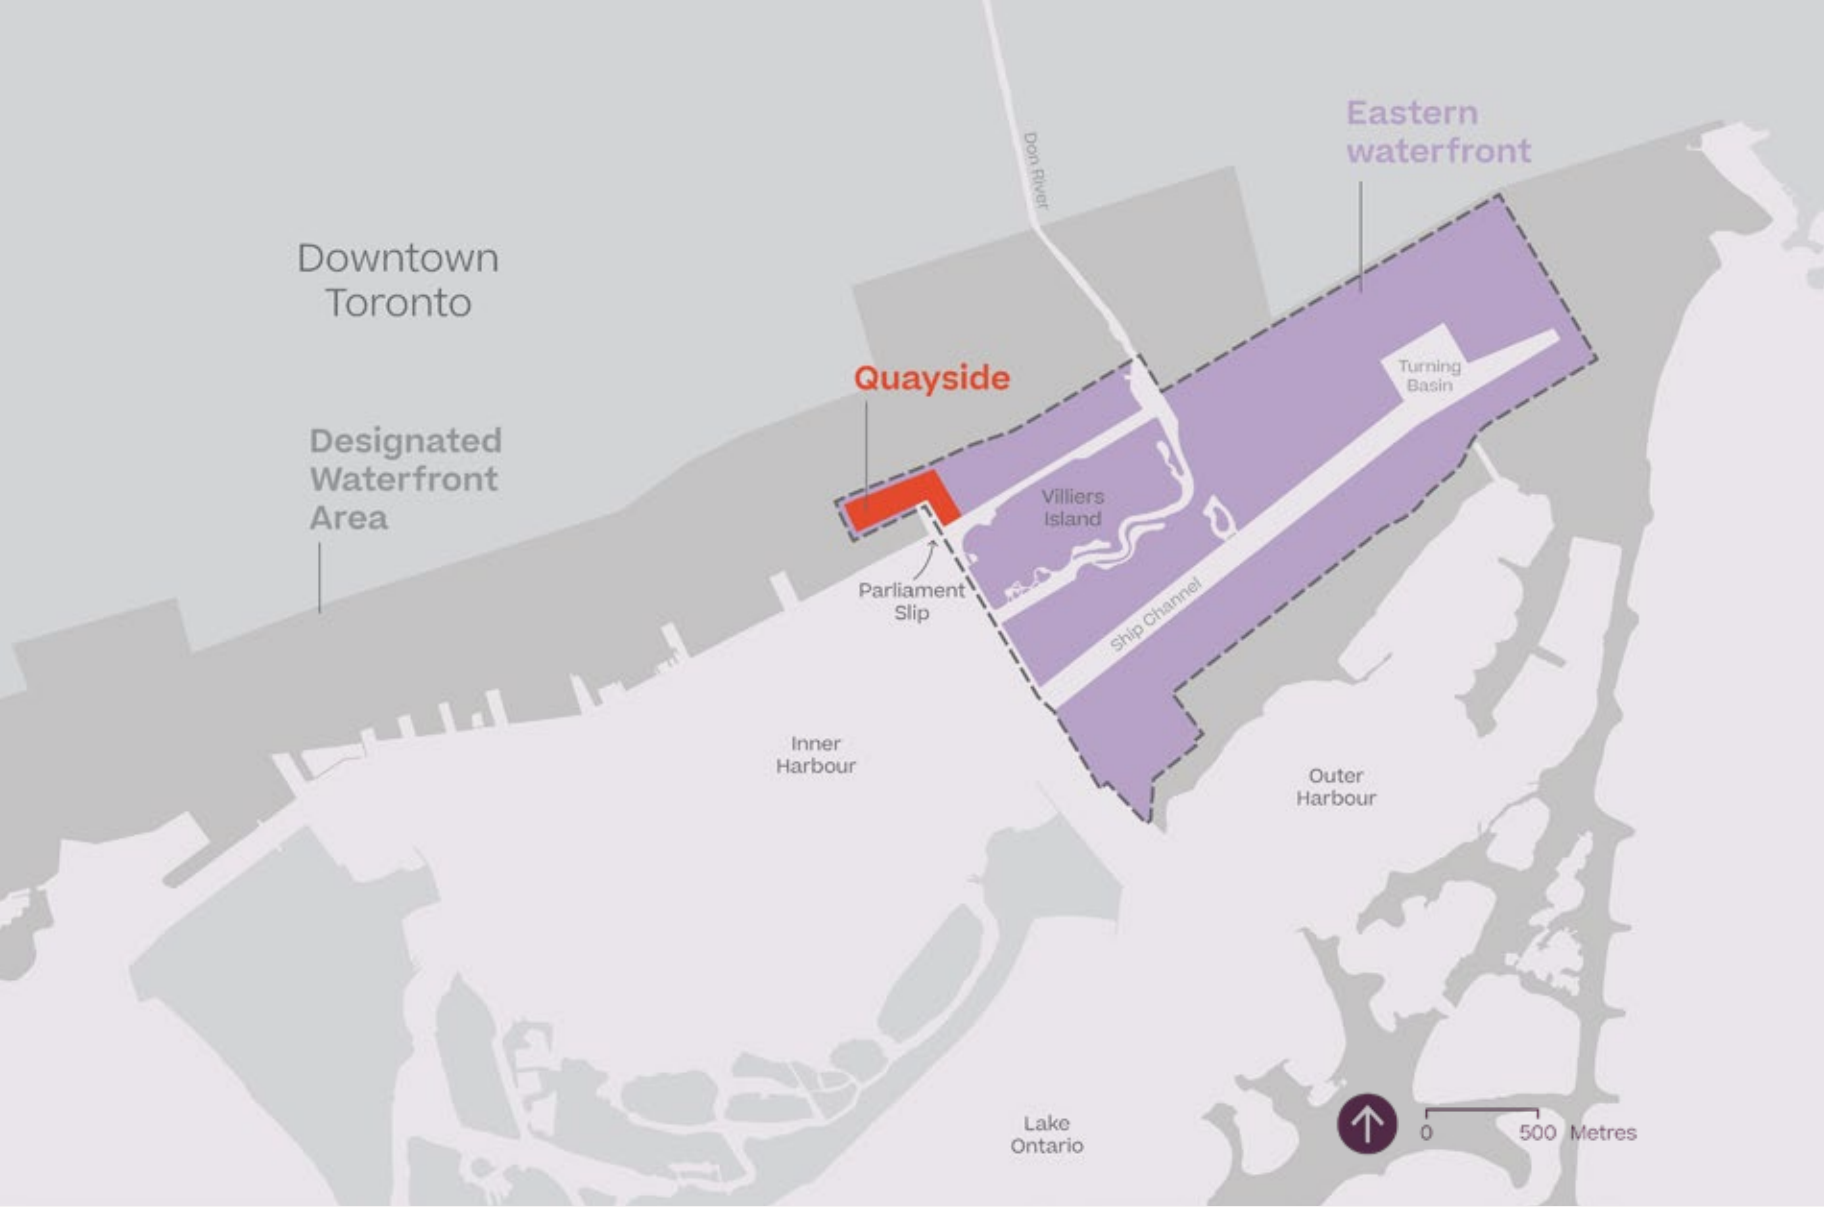 Eastern
waterfront
Don River
Downtown
Toronto
Quayside
Turning
Basin
Designated
Waterfront
Area
Villiers
Island
Parliament
Slip
Ship Channel
Inner
Harbour
Outer
Harbour
Lake
Ontario
0 500 Metres